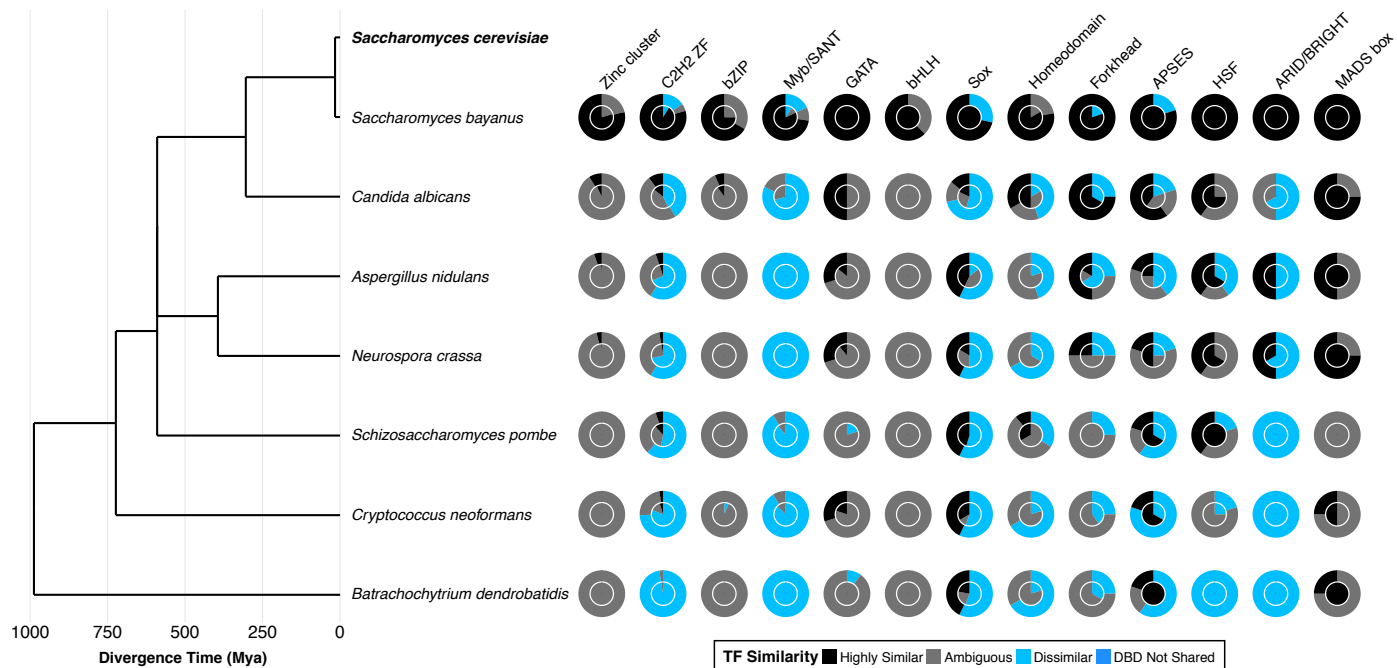 Saccharomyces cerevisiae
Zinc cluster
C2H2 ZF
bZIP
Myb/SANT
GATA
bHLH
Sox
Homeodomain
Forkhead
APSES
HSF
ARID/BRIGHT
MADS box
Saccharomyces bayanus
Candida albicans
Aspergillus nidulans
Neurospora crassa
Schizosaccharomyces pombe
Cryptococcus neoformans
Batrachochytrium dendrobatidis
1000 750 500 250 0
Divergence Time (Mya)
TF Similarity Highly Similar Ambiguous Dissimilar DBD Not Shared